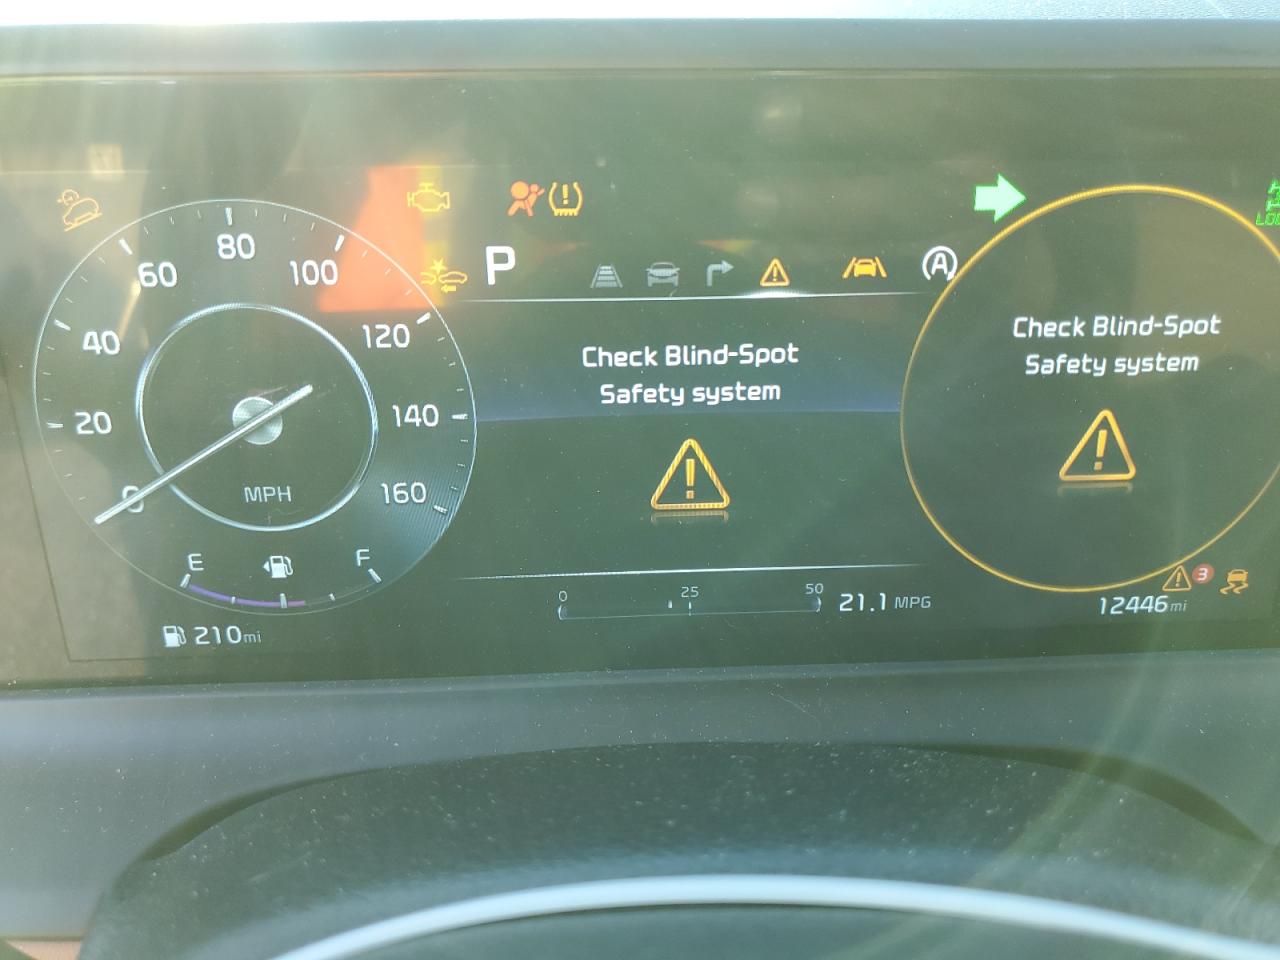 80
60
100
40
120
20
140
0
160
MPH
E
F
210mi
P
A
Check Blind-Spot
Safety system
0
25
50
21.1 MPG
Check Blind-Spot
Safety system
3
12446mi